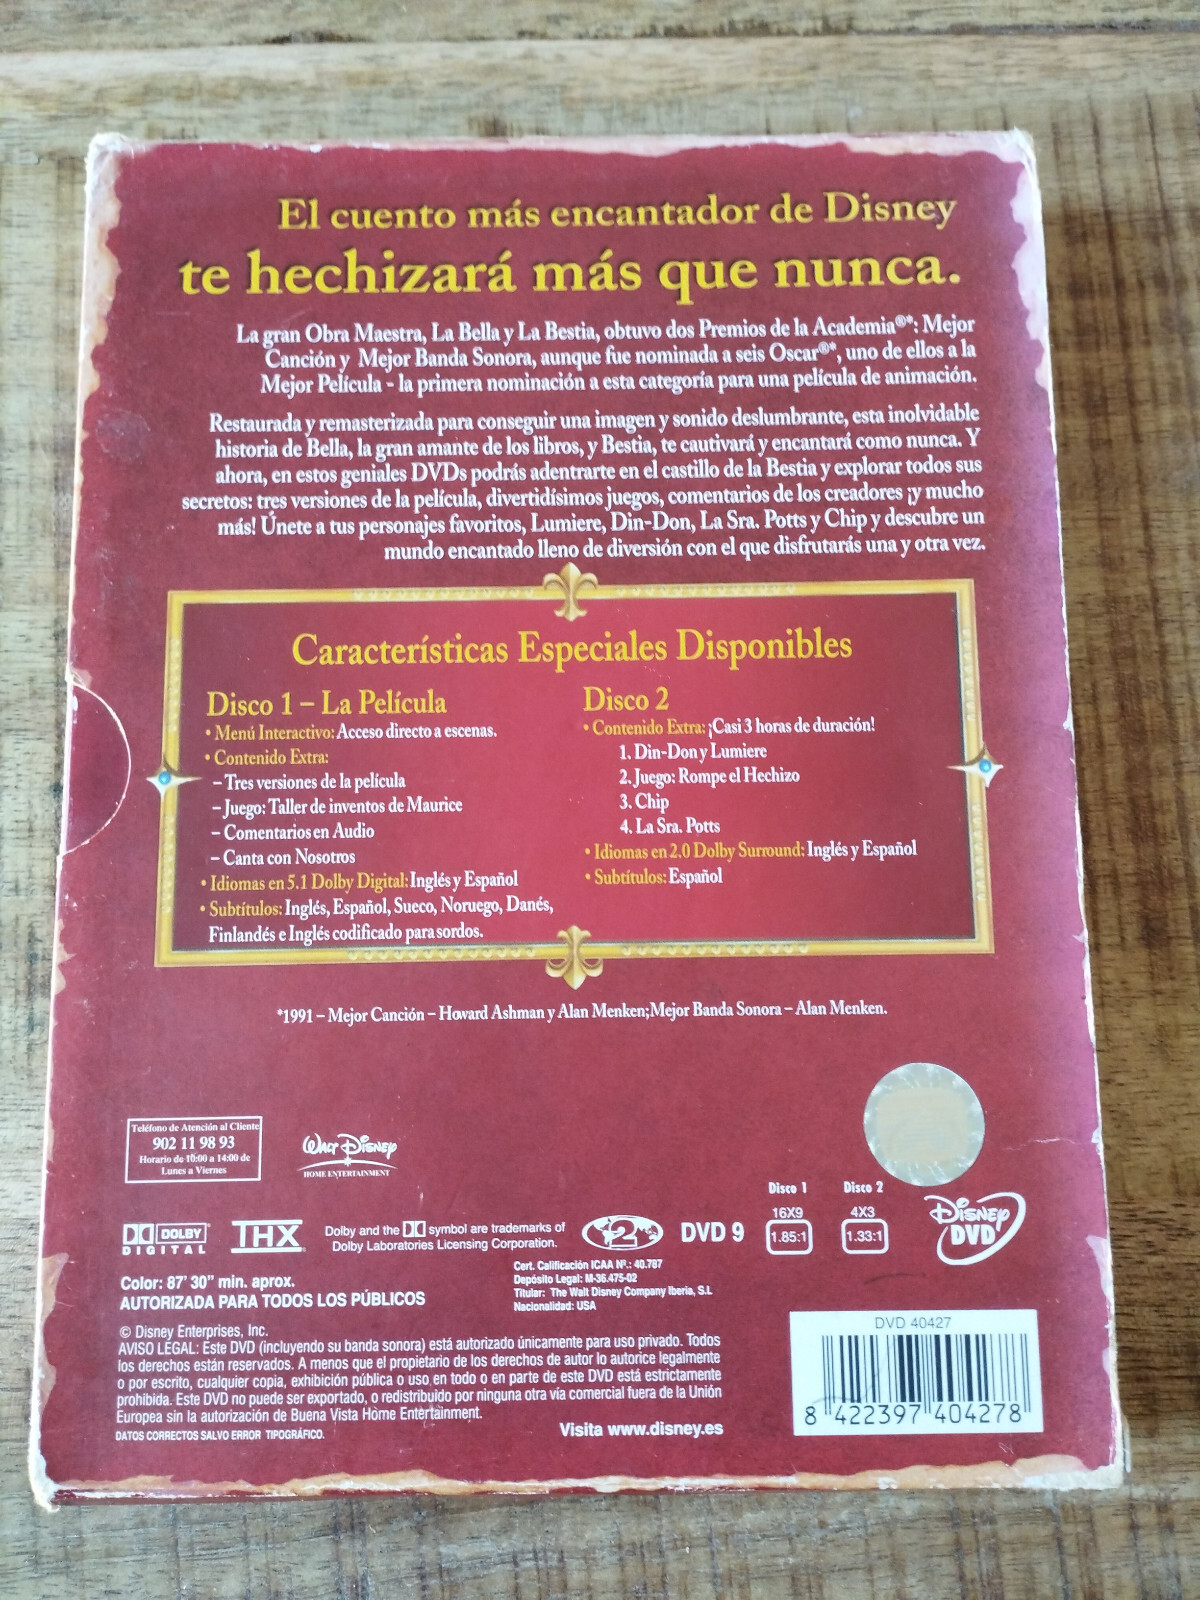 El cuento más encantador de Disney
te hechizará más que nunca.
La gran Obra Maestra, La Bella y La Bestia, obtuvo dos Premios de la Academia®*: Mejor
Canción y Mejor Banda Sonora, aunque fue nominada a seis Oscar®*, uno de ellos a la
Mejor Película - la primera nominación a esta categoría para una película de animación.
Restaurada y remasterizada para conseguir una imagen y sonido deslumbrante, esta inolvidable
historia de Bella, la gran amante de los libros, y Bestia, te cautivará y encantará como nunca. Y
ahora, en estos geniales DVDs podrás adentrarte en el castillo de la Bestia y explorar todos sus
secretos: tres versiones de la película, divertidísimos juegos, comentarios de los creadores ¡y mucho
más! Únete a tus personajes favoritos, Lumiere, Din-Don, La Sra. Potts y Chip y descubre un
mundo encantado lleno de diversión con el que disfrutarás una y otra vez.
Características Especiales Disponibles
Disco 1 – La Película
• Menú Interactivo: Acceso directo a escenas.
• Contenido Extra:
– Tres versiones de la película
– Juego: Taller de inventos de Maurice
– Comentarios en Audio
– Canta con Nosotros
• Idiomas en 5.1 Dolby Digital: Inglés y Español
• Subtítulos: Inglés, Español, Sueco, Noruego, Danés,
Finlandés e Inglés codificado para sordos.
Disco 2
• Contenido Extra: ¡Casi 3 horas de duración!
1. Din-Don y Lumiere
2. Juego: Rompe el Hechizo
3. Chip
4. La Sra. Potts
• Idiomas en 2.0 Dolby Surround: Inglés y Español
• Subtítulos: Español
*1991 – Mejor Canción – Howard Ashman y Alan Menken; Mejor Banda Sonora – Alan Menken.
Teléfono de Atención al Cliente
902 11 98 93
Horario de 10:00 a 14:00 de
Lunes a Viernes
Walt Disney
HOME ENTERTAINMENT
DOLBY
DIGITAL
THX
Dolby and the symbol are trademarks of
Dolby Laboratories Licensing Corporation.
2
DVD 9
Disco 1
16X9
1.85:1
Disco 2
4X3
1.33:1
Disney
DVD
Color: 87' 30" min. aprox.
AUTORIZADA PARA TODOS LOS PÚBLICOS
Cert. Calificación ICAA Nº.: 40.787
Depósito Legal: M-36.475-02
Titular: The Walt Disney Company Iberia, S.L
Nacionalidad: USA
© Disney Enterprises, Inc.
AVISO LEGAL: Este DVD (incluyendo su banda sonora) está autorizado únicamente para uso privado. Todos
los derechos están reservados. A menos que el propietario de los derechos de autor lo autorice legalmente
o por escrito, cualquier copia, exhibición pública o uso en todo o en parte de este DVD está estrictamente
prohibida. Este DVD no puede ser exportado, o redistribuido por ninguna otra vía comercial fuera de la Unión
Europea sin la autorización de Buena Vista Home Entertainment.
DATOS CORRECTOS SALVO ERROR TIPOGRÁFICO.
Visita www.disney.es
DVD 40427
8 422397 404278